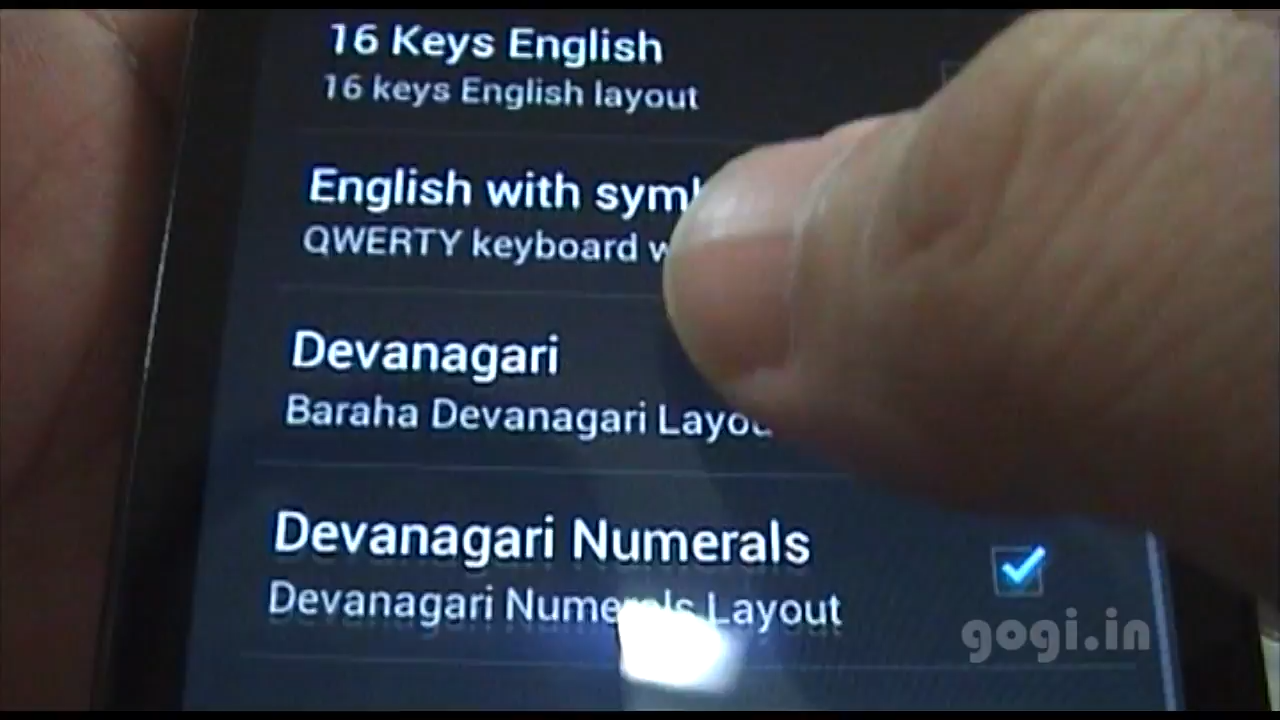 16 Keys English
16 keys English layout
English with
QWERTY keyboard
Devanagari
Baraha Devanagari
Devanagari Numerals
Devanagari Numerals Layout
gogi.in